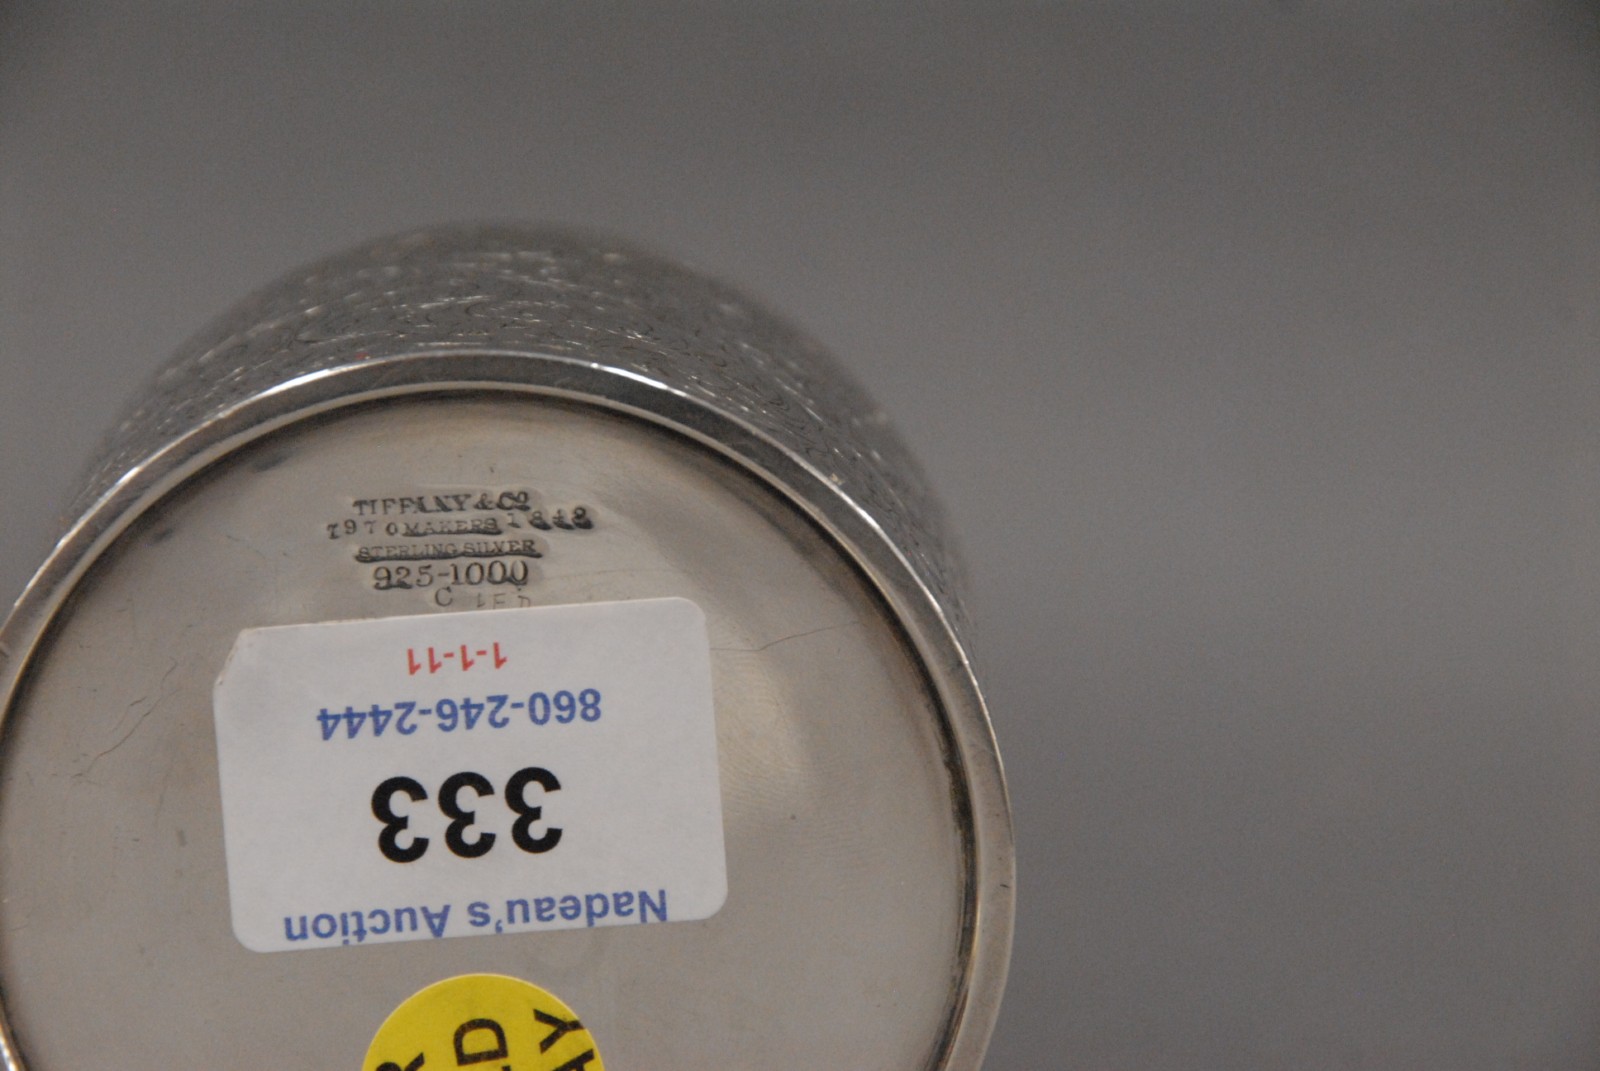 TIFFANY & Co
7970 MAKERS 1848
STERLING SILVER
925-1000
C
Nadeau's Auction
333
860-246-2444
1-1-11